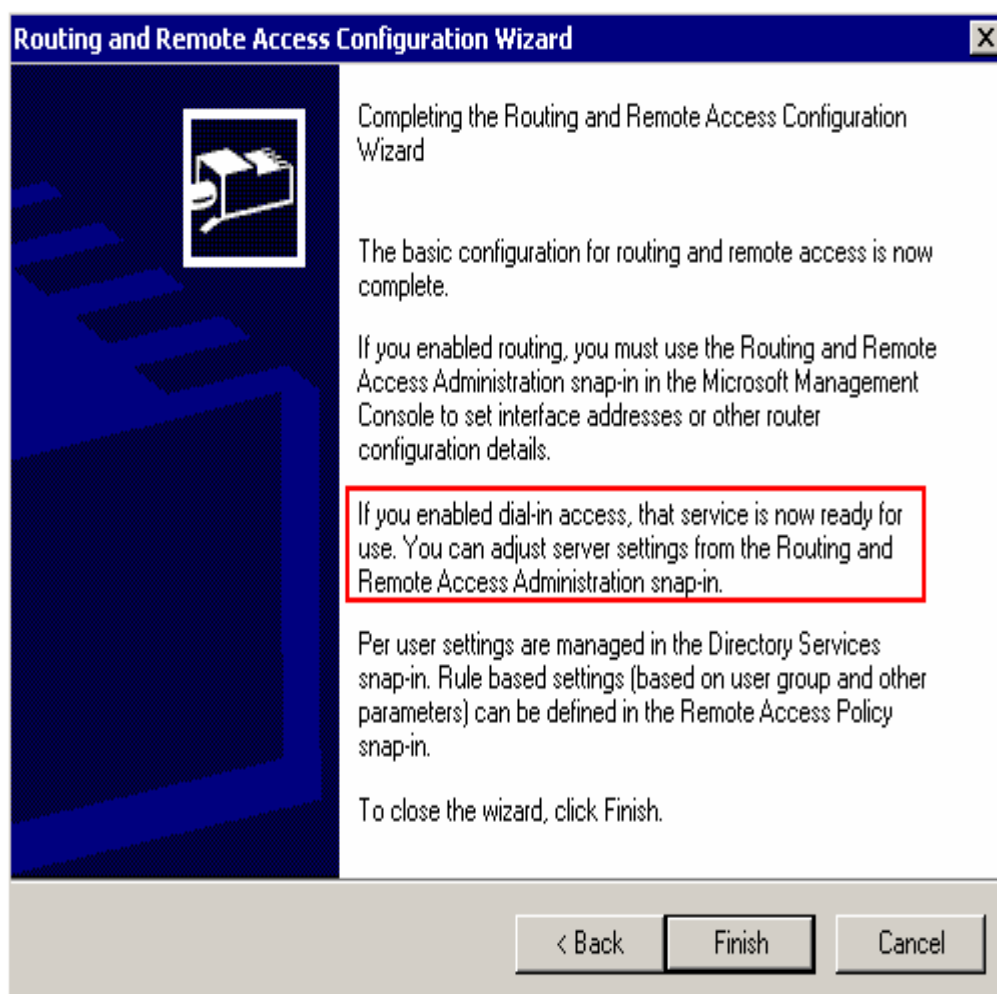 Routing and Remote Access Configuration Wizard
Completing the Routing and Remote Access Configuration
Wizard
The basic configuration for routing and remote access is now
complete.
If you enabled routing, you must use the Routing and Remote
Access Administration snap-in in the Microsoft Management
Console to set interface addresses or other router
configuration details.
If you enabled dial-in access, that service is now ready for
use. You can adjust server settings from the Routing and
Remote Access Administration snap-in.
Per user settings are managed in the Directory Services
snap-in. Rule based settings (based on user group and other
parameters) can be defined in the Remote Access Policy
snap-in.
To close the wizard, click Finish.
< Back Finish Cancel